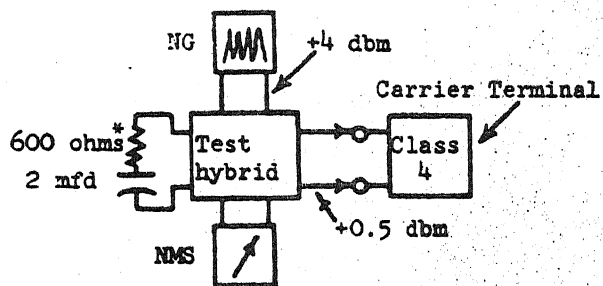 NG
+4 dbm
Carrier Terminal
600 ohms*
2 mfd
Test
hybrid
Class
4
+0.5 dbm
NMS